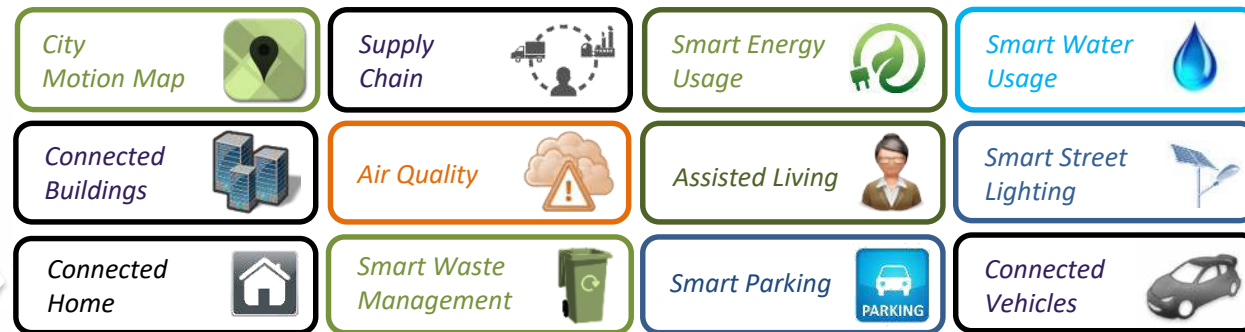 City
Motion Map
Supply
Chain
Smart Energy
Usage
Smart Water
Usage
Connected
Buildings
Air Quality
Assisted Living
Smart Street
Lighting
Connected
Home
Smart Waste
Management
Smart Parking
PARKING
Connected
Vehicles